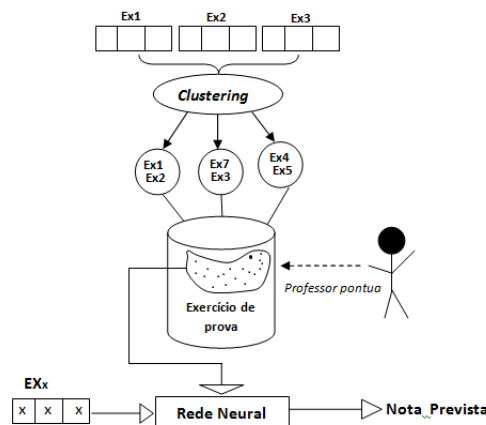 Ex1 Ex2 Ex3
Clustering
Ex1 Ex7 Ex4
Ex2 Ex3 Ex5
Exercício de
prova
Professor pontua
EXx
x x x
Rede Neural
Nota_Prevista